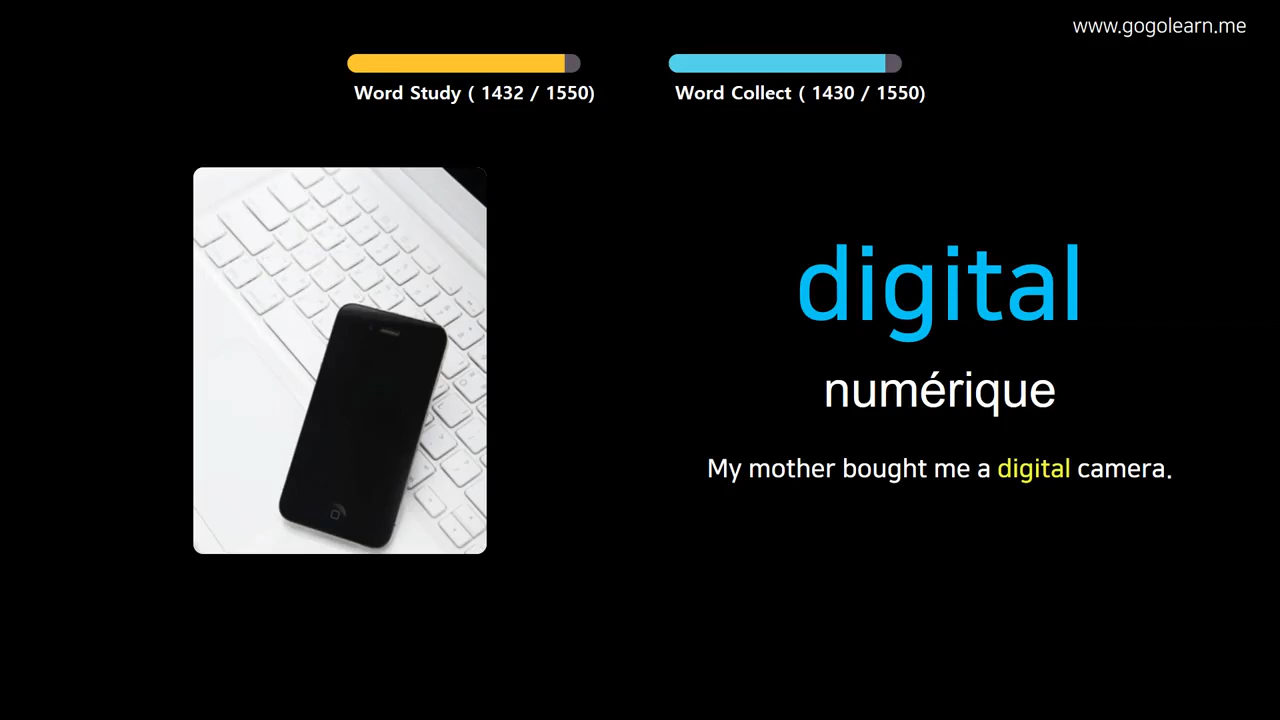 www.gogolearn.me
Word Study ( 1432 / 1550)
Word Collect ( 1430 / 1550)
digital
numérique
My mother bought me a digital camera.